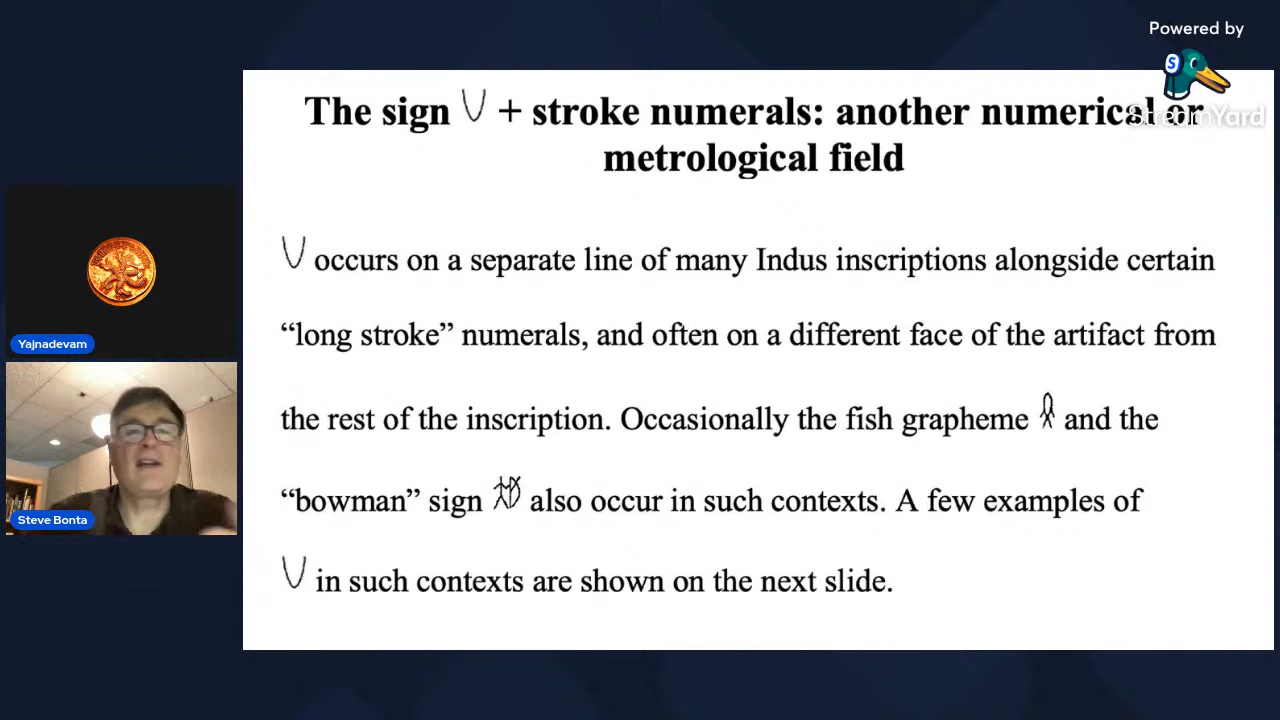 Powered by
StreamYard
The sign U + stroke numerals: another numerical or
metrological field
U occurs on a separate line of many Indus inscriptions alongside certain
“long stroke” numerals, and often on a different face of the artifact from
the rest of the inscription. Occasionally the fish grapheme and the
“bowman” sign also occur in such contexts. A few examples of
U in such contexts are shown on the next slide.
Yajnadevam
Steve Bonta